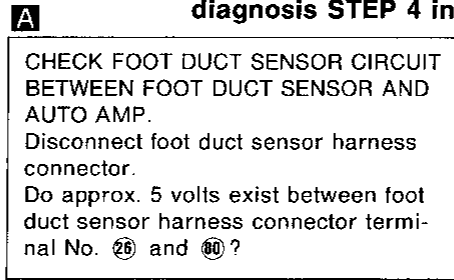 diagnosis STEP 4 in
A
CHECK FOOT DUCT SENSOR CIRCUIT
BETWEEN FOOT DUCT SENSOR AND
AUTO AMP.
Disconnect foot duct sensor harness
connector.
Do approx. 5 volts exist between foot
duct sensor harness connector termi-
nal No. ㉖ and 80?